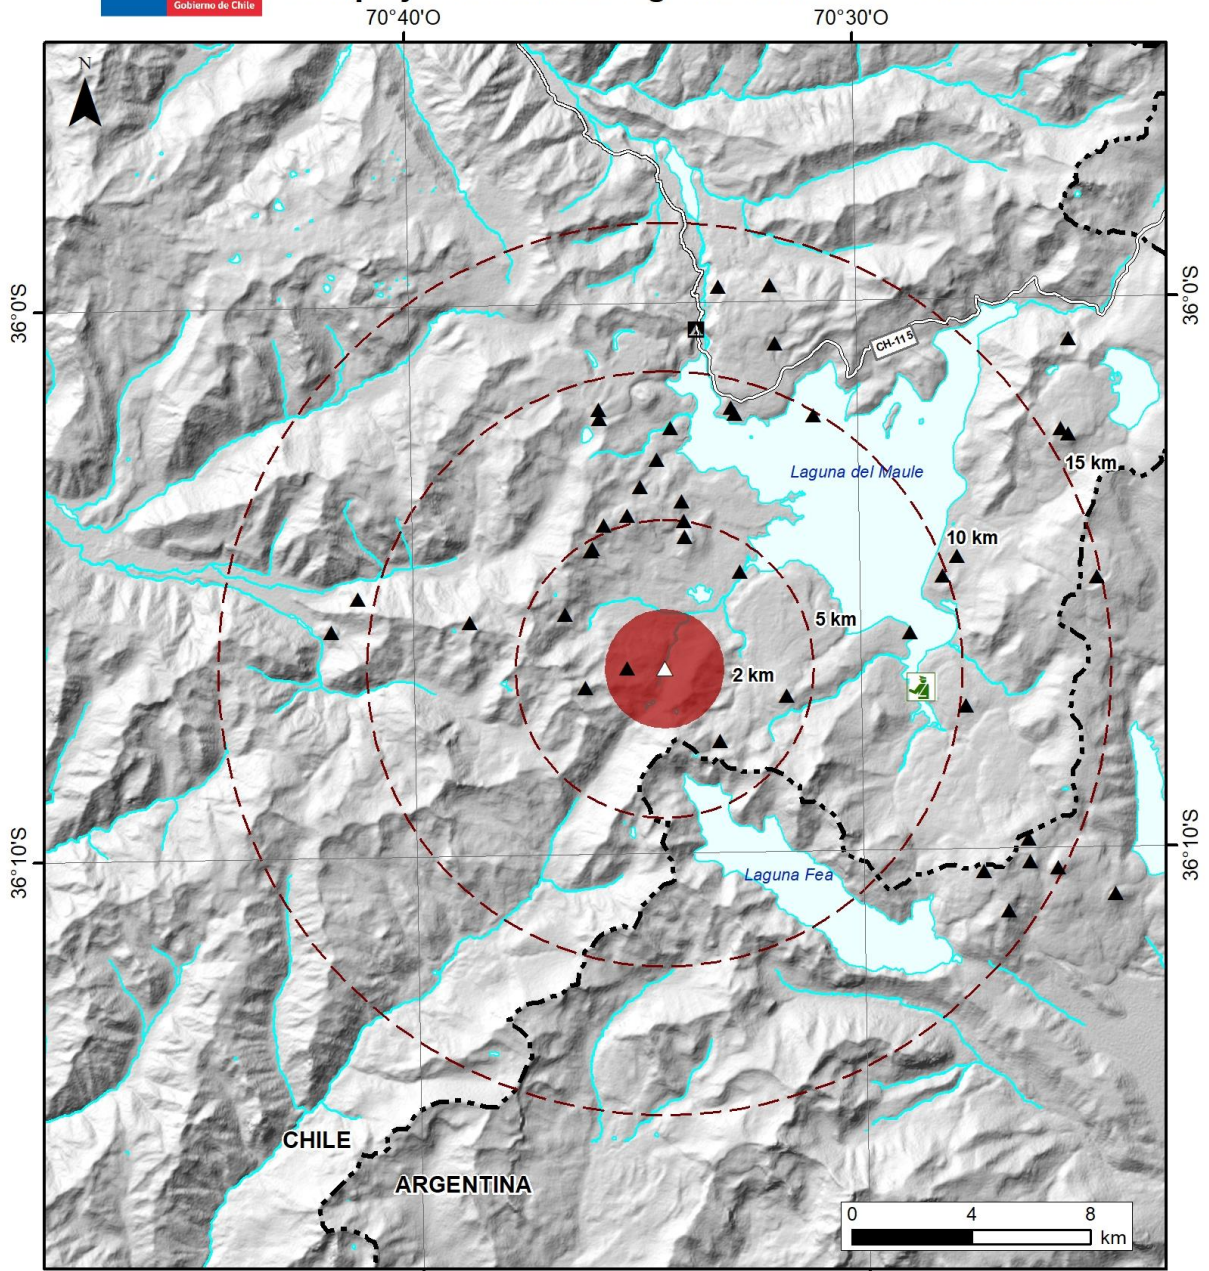 Gobierno de Chile
70°40'O
70°30'O
N
36°0'S
36°0'S
CH-115
15 km
Laguna del Maule
10 km
5 km
2 km
36°10'S
36°10'S
Laguna Fea
CHILE
ARGENTINA
0 4 8
km